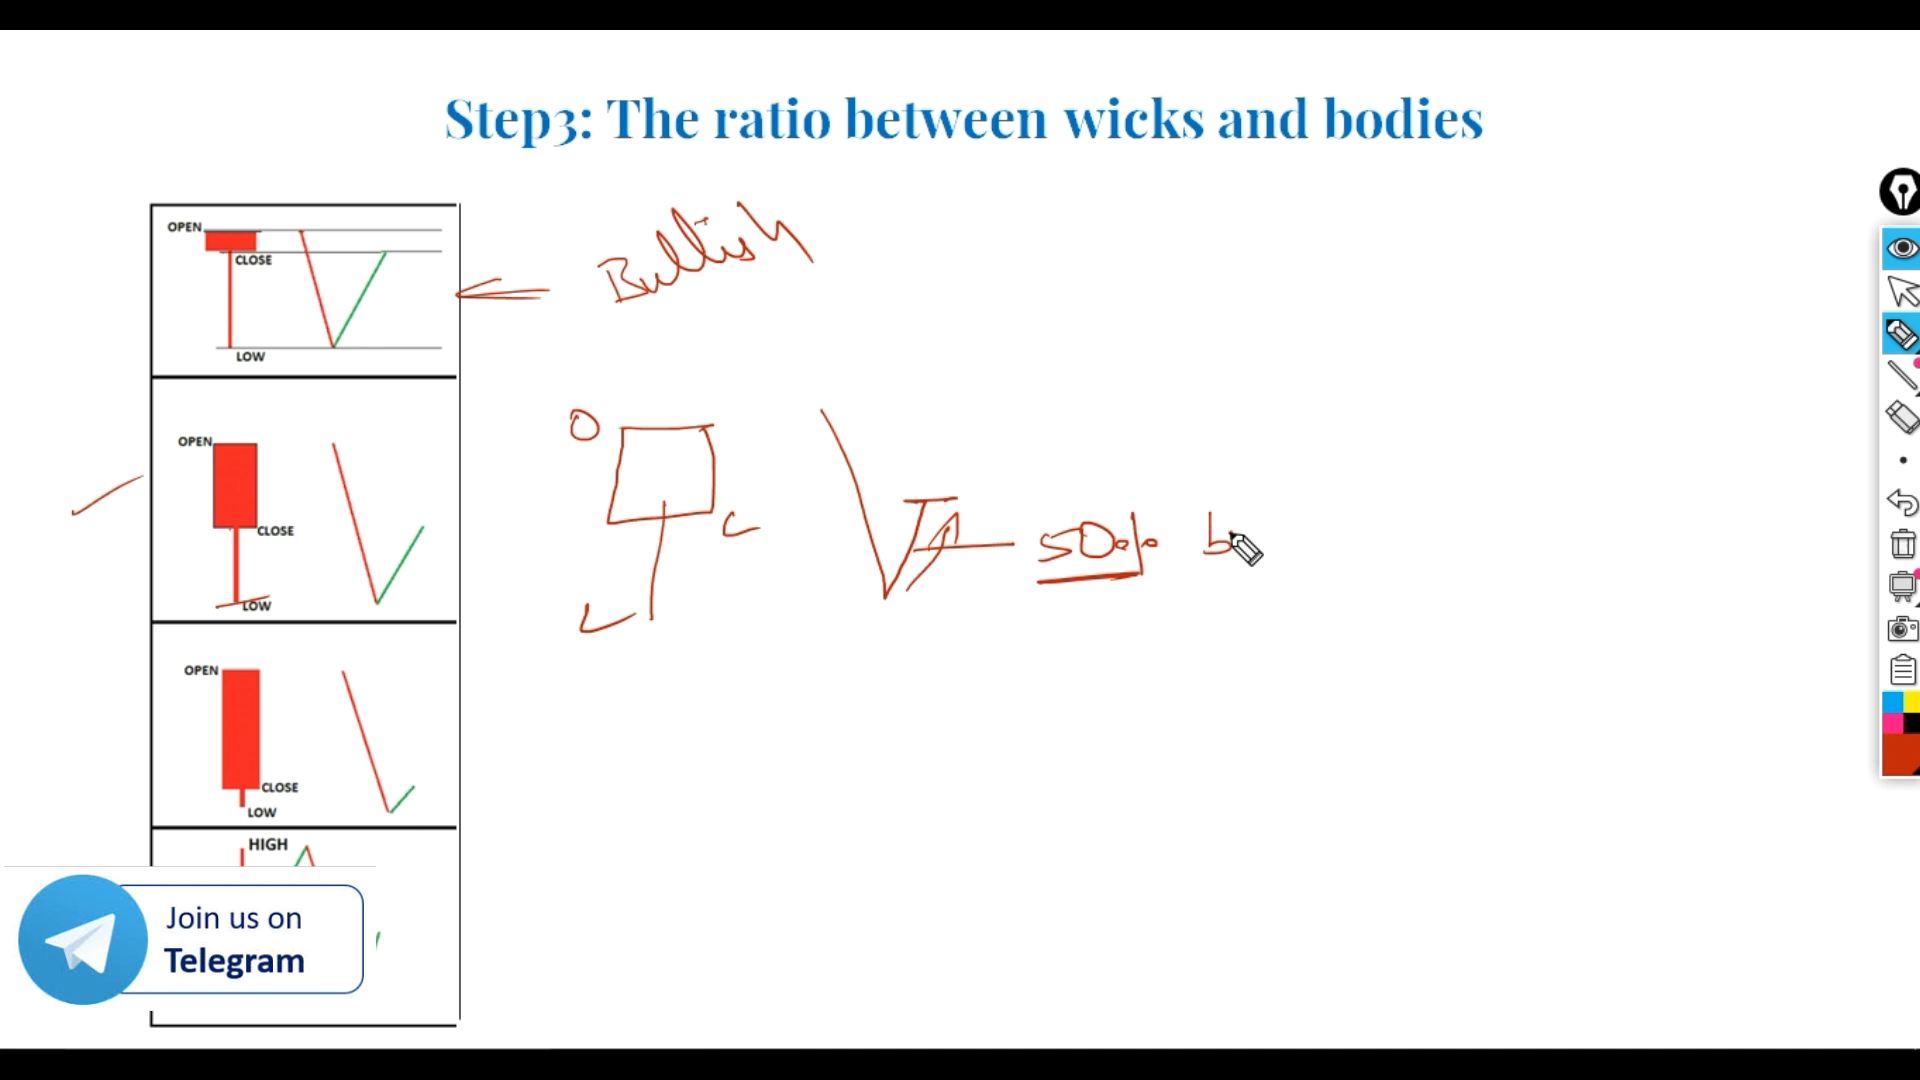 Step3: The ratio between wicks and bodies
OPEN
CLOSE
LOW
Bullish
OPEN
CLOSE
LOW
O
C
L
50% b
OPEN
CLOSE
LOW
HIGH
Join us on
Telegram